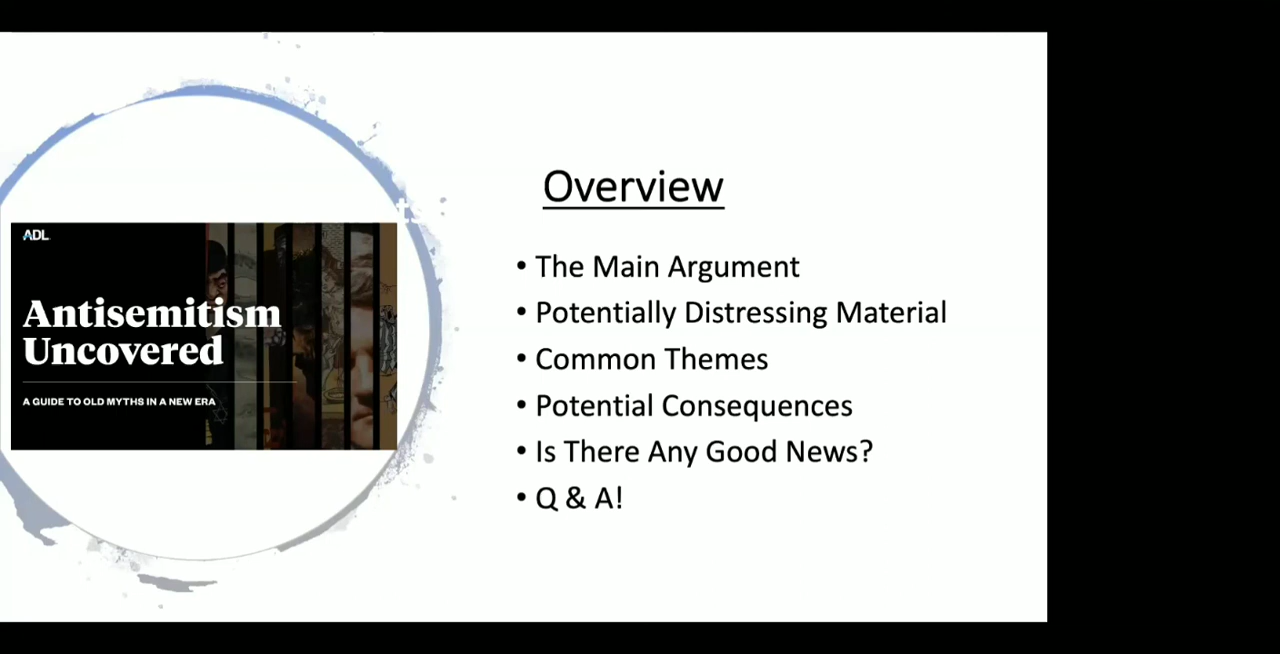 ADL
Antisemitism
Uncovered
A GUIDE TO OLD MYTHS IN A NEW ERA
Overview
• The Main Argument
• Potentially Distressing Material
• Common Themes
• Potential Consequences
• Is There Any Good News?
• Q & A!